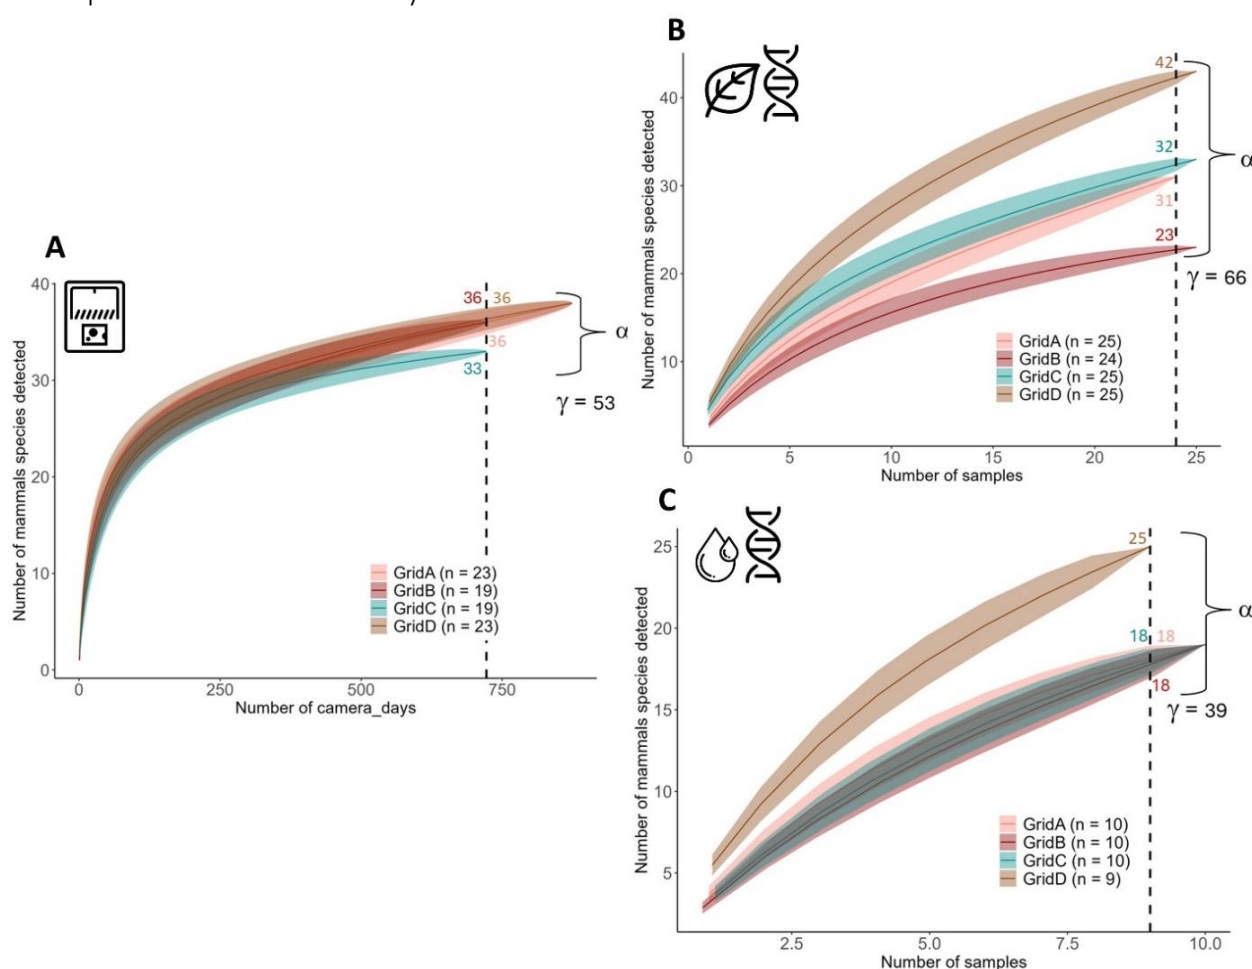 A
Number of mammals species detected
40
30
20
10
0
36
36
36
33
α
γ = 53
GridA (n = 23)
GridB (n = 19)
GridC (n = 19)
GridD (n = 23)
0
250
500
750
Number of camera_days
B
Number of mammals species detected
40
30
20
10
42
32
31
23
α
γ = 66
GridA (n = 25)
GridB (n = 24)
GridC (n = 25)
GridD (n = 25)
0
5
10
15
20
25
Number of samples
C
Number of mammals species detected
25
20
15
10
5
25
18
18
18
α
γ = 39
GridA (n = 10)
GridB (n = 10)
GridC (n = 10)
GridD (n = 9)
2.5
5.0
7.5
10.0
Number of samples